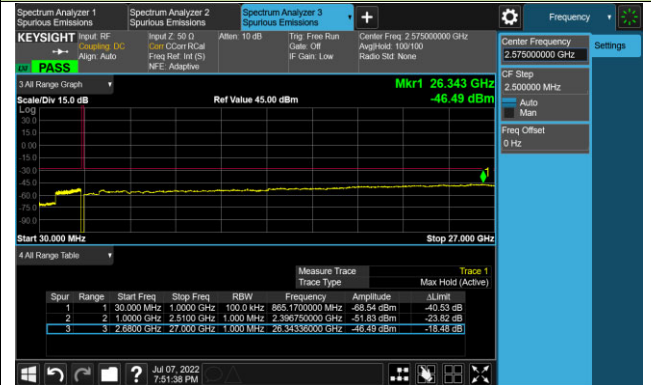 Spectrum Analyzer 1
Spurious Emissions
Spectrum Analyzer 2
Spurious Emissions
Spectrum Analyzer 3
Spurious Emissions
Frequency
KEYSIGHT
Input: RF
Coupling: DC
Align: Auto
Input Z: 50 Ω
Corr CCorr RCal
Freq Ref: Int (S)
NFE: Adaptive
Atten: 10 dB
Trig: Free Run
Gate: Off
IF Gain: Low
Center Freq: 2.575000000 GHz
Avg|Hold: 100/100
Radio Std: None
PASS
Center Frequency
2.575000000 GHz
Settings
CF Step
2.500000 MHz
Auto
Man
Freq Offset
0 Hz
3 All Range Graph
Mkr1 26.343 GHz
-46.49 dBm
Scale/Div 15.0 dB
Ref Value 45.00 dBm
Log
30.0
15.0
0.00
-15.0
-30.0
-45.0
-60.0
-75.0
-90.0
1
Start 30.000 MHz
Stop 27.000 GHz
4 All Range Table
Measure Trace Trace 1
Trace Type Max Hold (Active)
Spur Range Start Freq Stop Freq RBW Frequency Amplitude ΔLimit
1 1 30.000 MHz 1.0000 GHz 100.0 kHz 865.1700000 MHz -68.54 dBm -40.53 dB
2 2 1.0000 GHz 2.5100 GHz 1.000 MHz 2.396750000 GHz -51.83 dBm -23.82 dB
3 3 2.6800 GHz 27.000 GHz 1.000 MHz 26.34336000 GHz -46.49 dBm -18.48 dB
?
Jul 07, 2022
7:51:38 PM